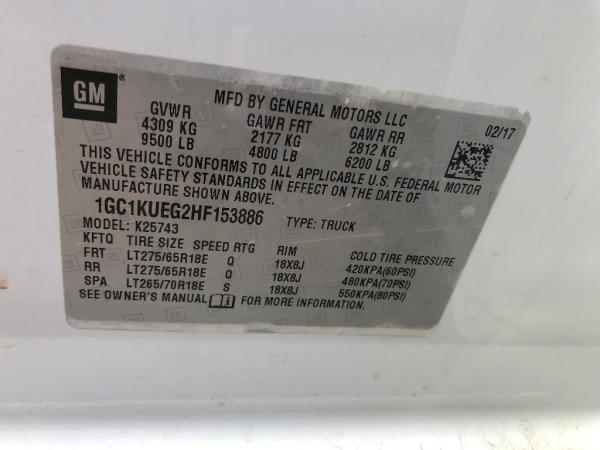 GM
MFD BY GENERAL MOTORS LLC
02/17
GVWR GAWR FRT GAWR RR
4309 KG 2177 KG 2812 KG
9500 LB 4800 LB 6200 LB
THIS VEHICLE CONFORMS TO ALL APPLICABLE U.S. FEDERAL MOTOR
VEHICLE SAFETY STANDARDS IN EFFECT ON THE DATE OF
MANUFACTURE SHOWN ABOVE.
1GC1KUEG2HF153886 TYPE: TRUCK
MODEL: K25743
KFTQ TIRE SIZE SPEED RTG RIM COLD TIRE PRESSURE
FRT LT275/65R18E Q 18X8J 420KPA(60PSI)
RR LT275/65R18E Q 18X8J 480KPA(70PSI)
SPA LT265/70R18E S 18X8J 550KPA(80PSI)
SEE OWNER'S MANUAL FOR MORE INFORMATION.